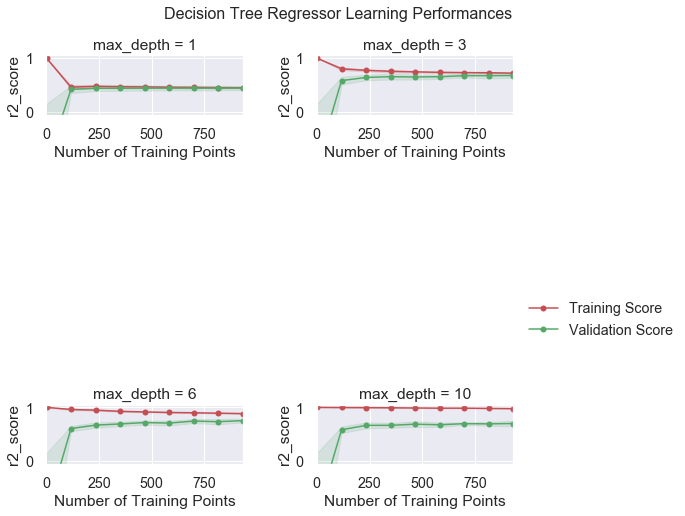 Decision Tree Regressor Learning Performances
max_depth = 1
1
r2_score
0
0 250 500 750
Number of Training Points
max_depth = 3
1
r2_score
0
0 250 500 750
Number of Training Points
Training Score
Validation Score
max_depth = 6
1
r2_score
0
0 250 500 750
Number of Training Points
max_depth = 10
1
r2_score
0
0 250 500 750
Number of Training Points